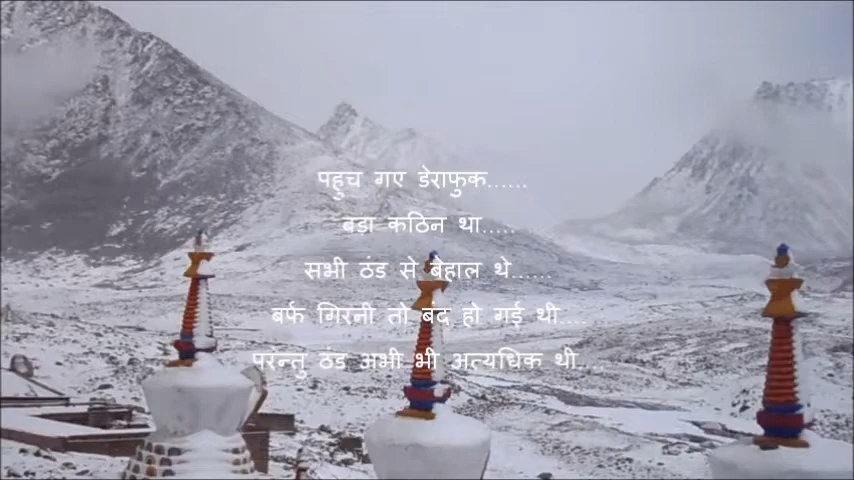 पहुच गए डेराफुक......
बडा कठिन था.....
सभी ठंड से बेहाल थे......
बर्फ गिरनी तो बंद हो गई थी....
परन्तु ठंड अभी भी अत्यधिक थी....